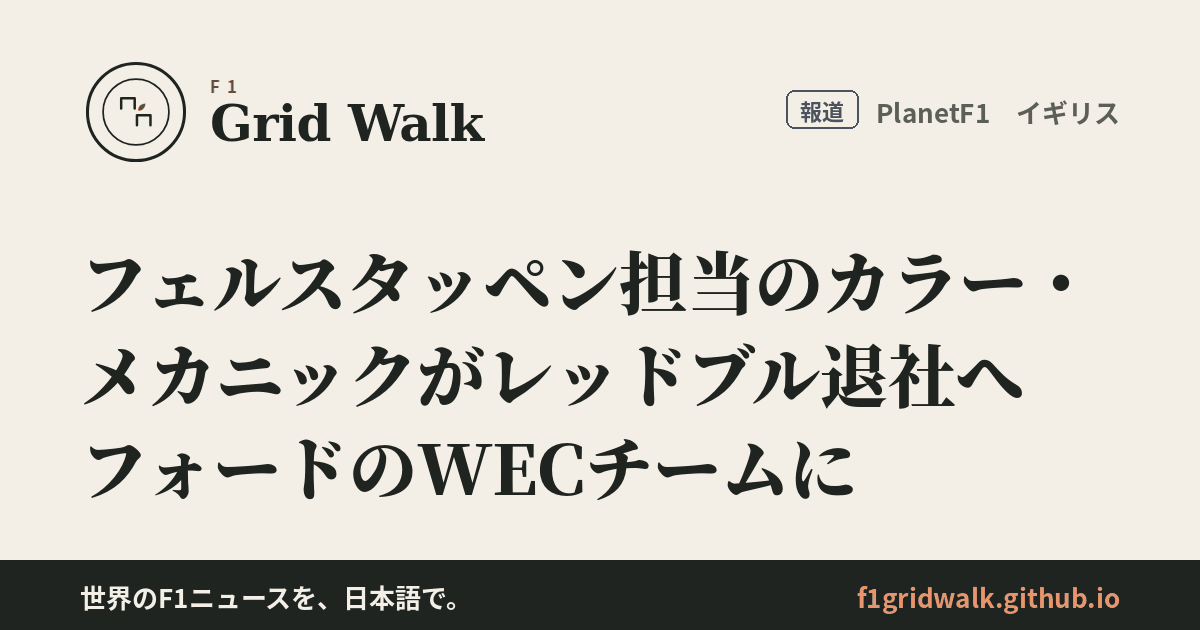 F1
Grid Walk
報道 PlanetF1 イギリス
フェルスタッペン担当のカラー・
メカニックがレッドブル退社へ
フォードのWECチームに
世界のF1ニュースを、日本語で。
f1gridwalk.github.io